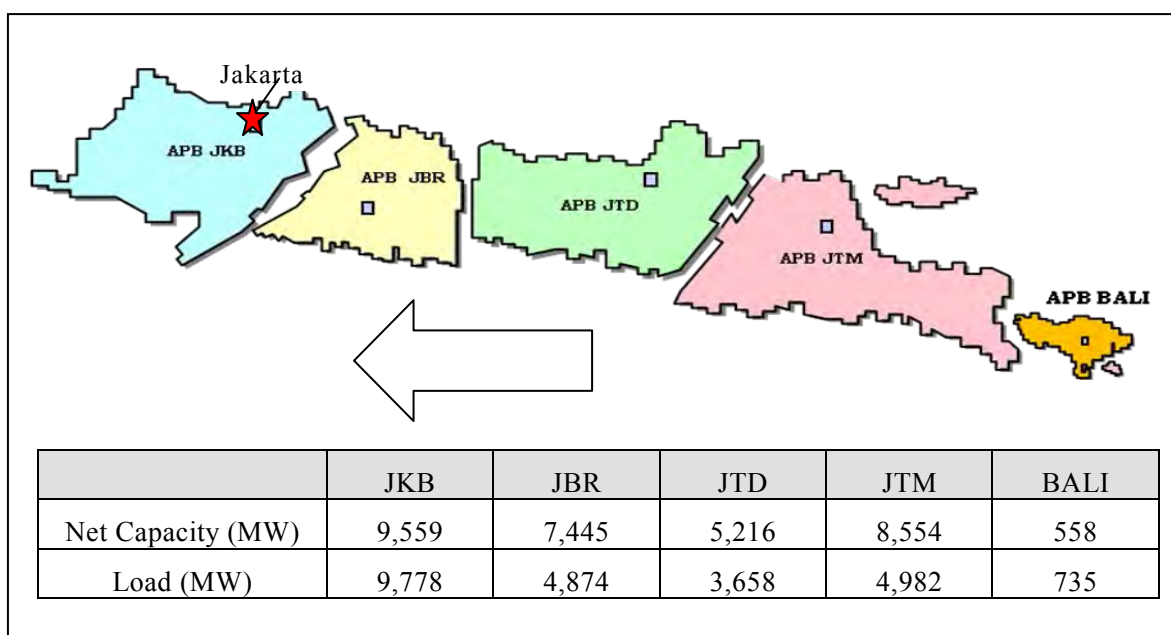 Jakarta
APB JKB
APB JBR
APB JTD
APB JTM
APB BALI
JKB JBR JTD JTM BALI
Net Capacity (MW) 9,559 7,445 5,216 8,554 558
Load (MW) 9,778 4,874 3,658 4,982 735